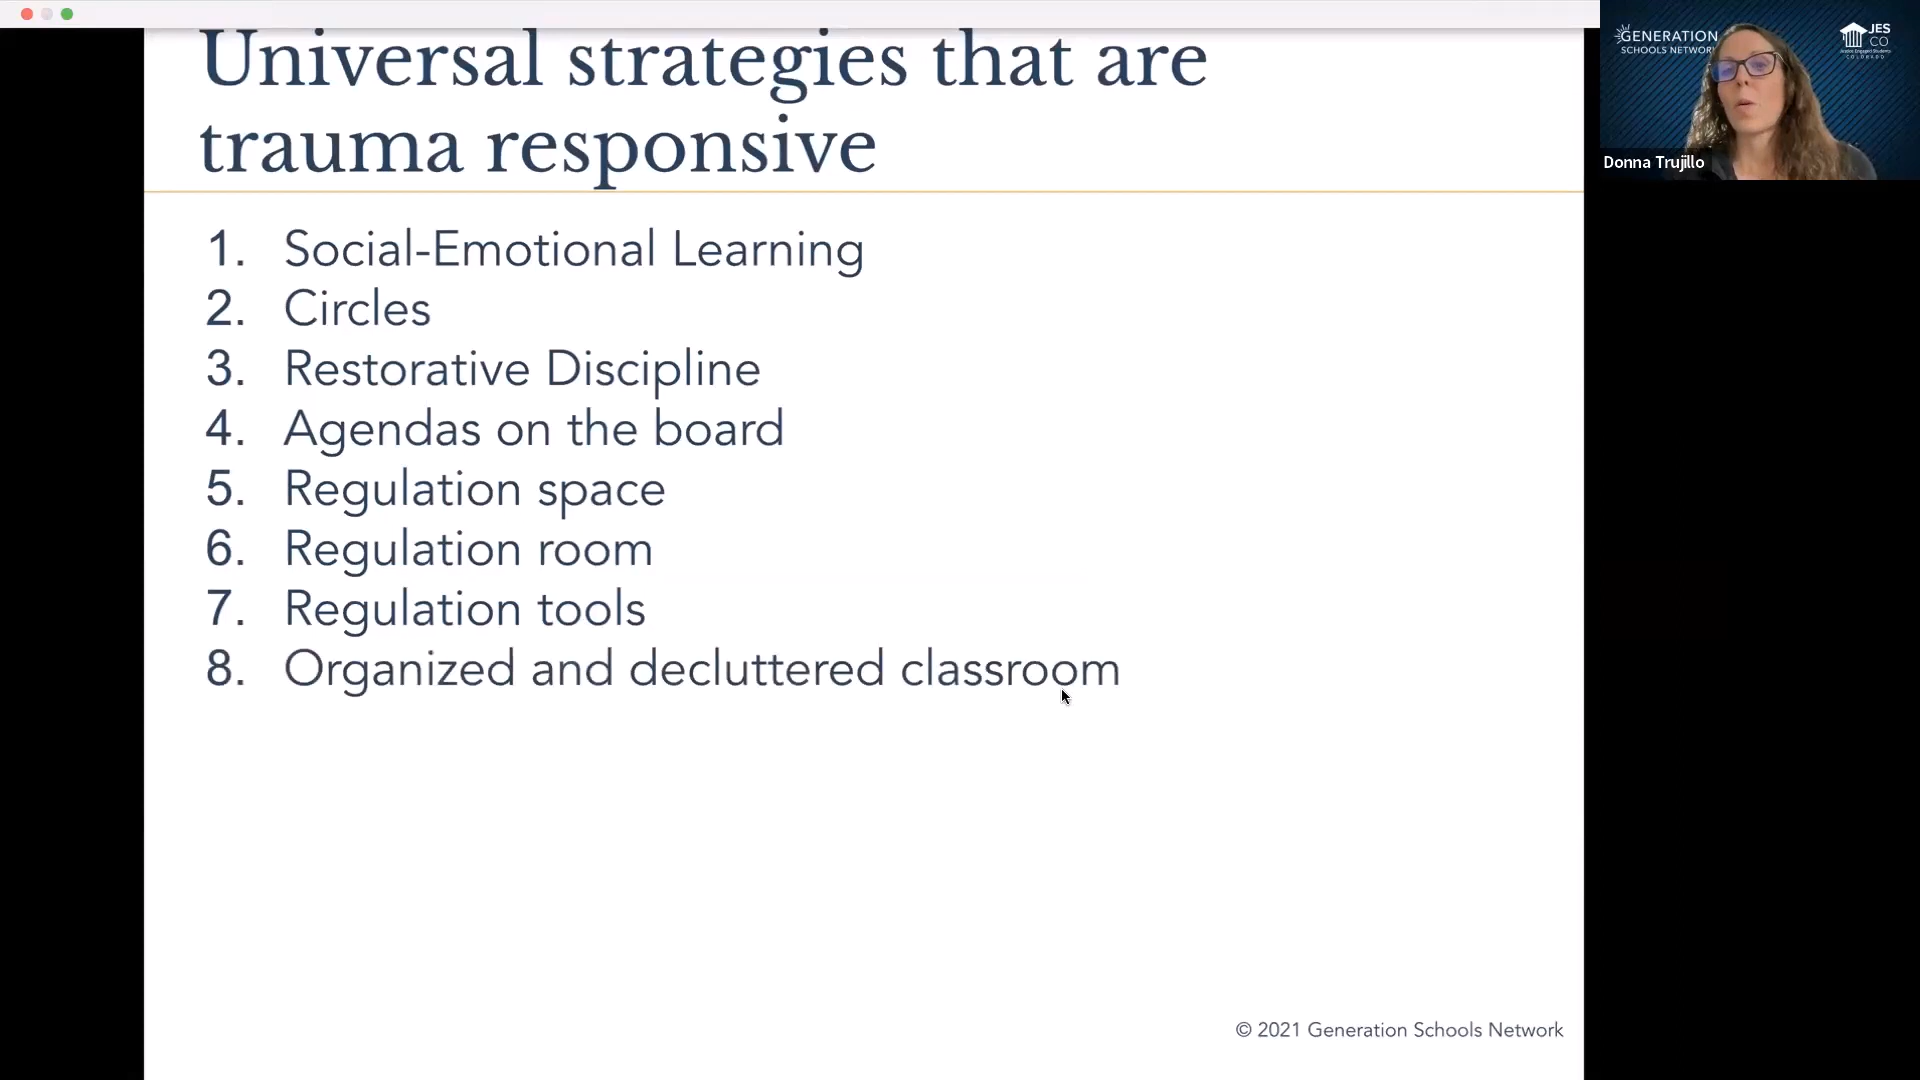 Universal strategies that are
trauma responsive
1. Social-Emotional Learning
2. Circles
3. Restorative Discipline
4. Agendas on the board
5. Regulation space
6. Regulation room
7. Regulation tools
8. Organized and decluttered classroom
© 2021 Generation Schools Network
GENERATION
SCHOOLS NETWORK
JES
CO
COLORADO
Donna Trujillo